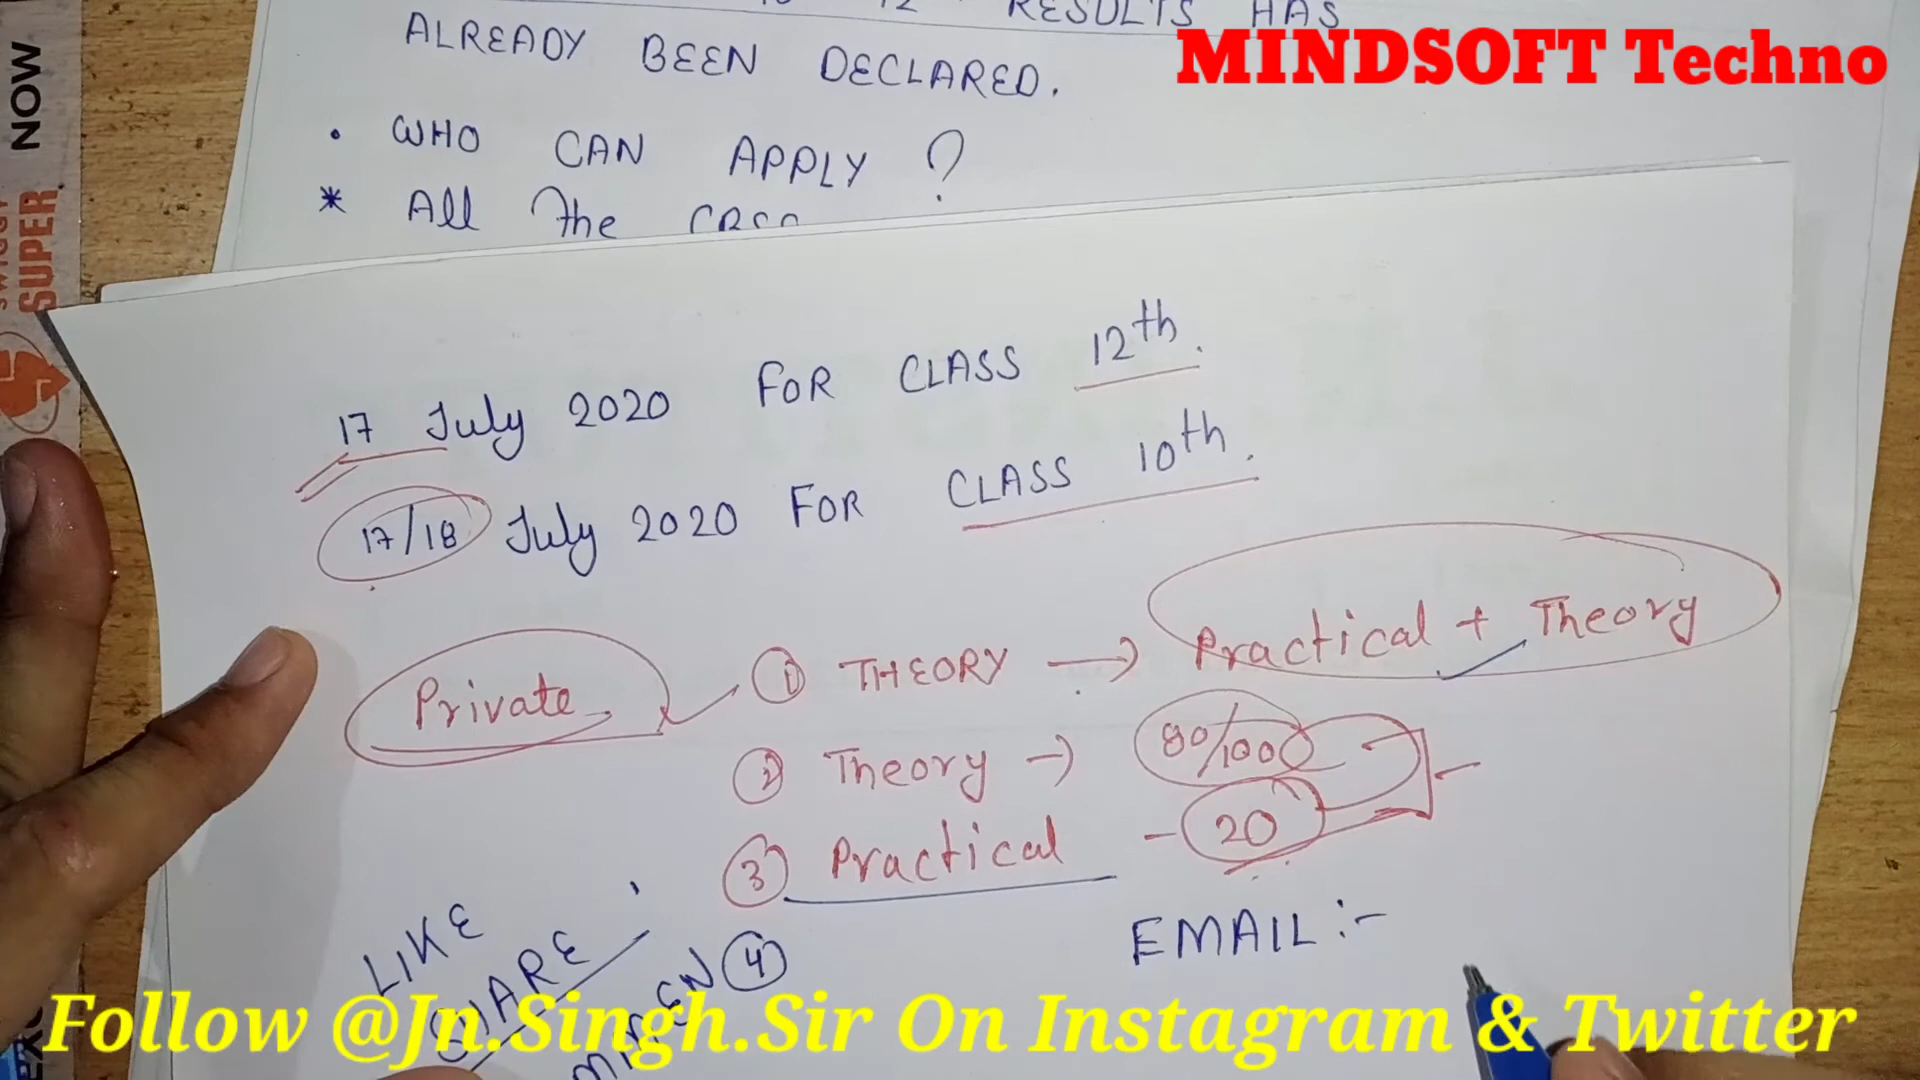 RESULTS HAS
MINDSOFT Techno
ALREADY BEEN DECLARED.
NOW
SUPER
• WHO CAN APPLY ?
* All the
17 July 2020 FOR CLASS 12th.
17/18 July 2020 FOR CLASS 10th.
Private
① THEORY → Practical + Theory
② Theory → 80/100
③ Practical - 20
④
EMAIL :-
LIKE
SHARE
Follow @Jn.Singh.Sir On Instagram & Twitter